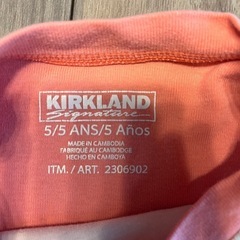 KIRKLAND
Signature
5/5 ANS/5 Años
MADE IN CAMBODIA
FABRIQUÉ AU CAMBODGE
HECHO EN CAMBOYA
ITM. / ART. 2306902